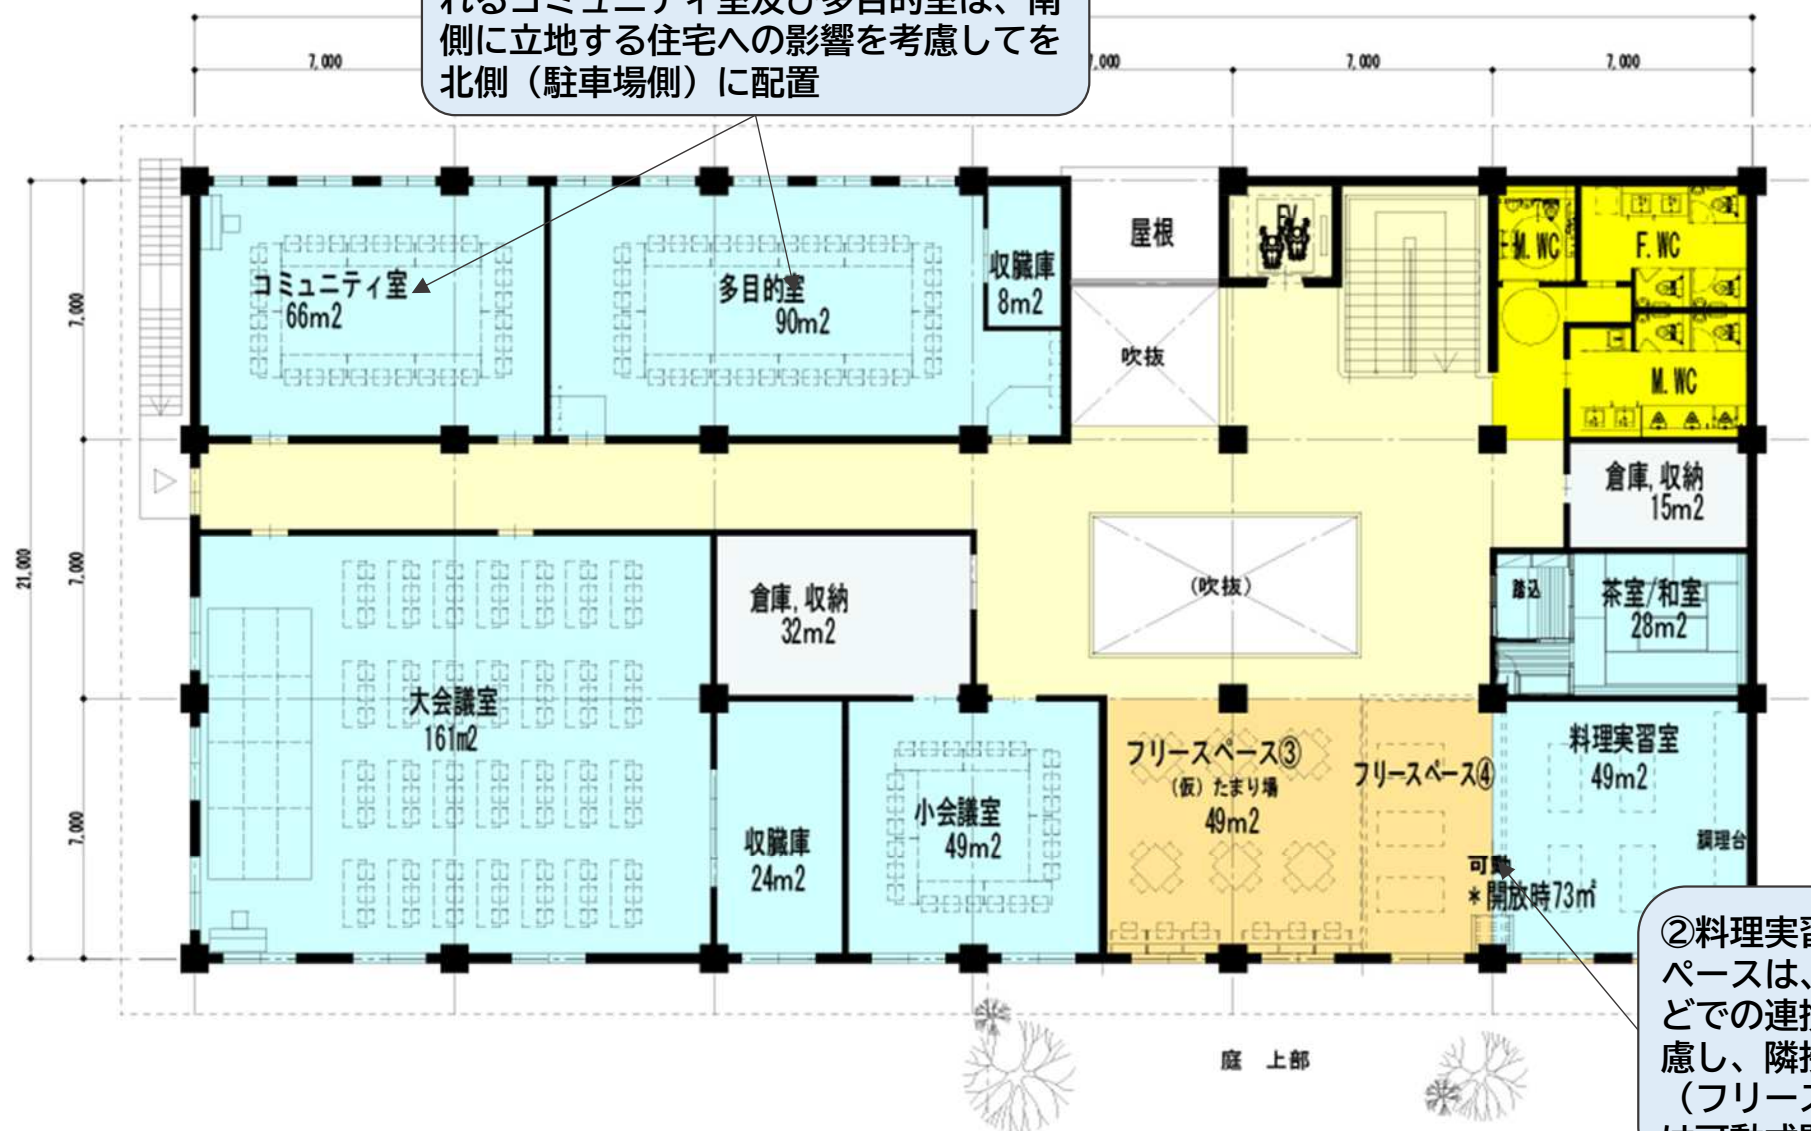 れるコミュニティ室及び多目的室は、南
側に立地する住宅への影響を考慮してを
北側（駐車場側）に配置
7,000
,000
7,000
7,000
屋根
EV
M.WC
F.WC
コミュニティ室
66m2
多目的室
90m2
収臓庫
8m2
7,000
吹抜
M.WC
倉庫,収納
15m2
21,000
7,000
倉庫,収納
32m2
(吹抜)
踏込
茶室/和室
28m2
大会議室
161m2
フリースペース③
(仮) たまり場
49m2
フリースペース④
料理実習室
49m2
小会議室
49m2
7,000
収臓庫
24m2
調理台
可動
*開放時73㎡
②料理実習
ペースは、
どでの連携
慮し、隣接
（フリース
庭 上部